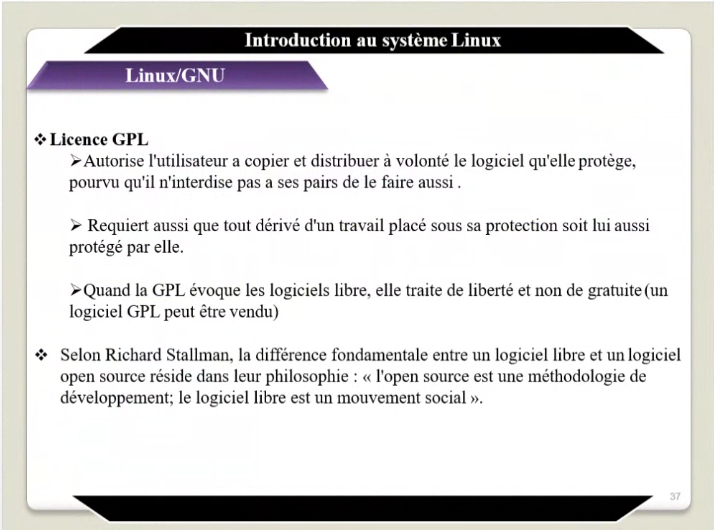 Introduction au système Linux
Linux/GNU
❖ Licence GPL
➢Autorise l'utilisateur a copier et distribuer à volonté le logiciel qu'elle protège,
pourvu qu'il n'interdise pas a ses pairs de le faire aussi .
➢ Requiert aussi que tout dérivé d'un travail placé sous sa protection soit lui aussi
protégé par elle.
➢Quand la GPL évoque les logiciels libre, elle traite de liberté et non de gratuite (un
logiciel GPL peut être vendu)
❖ Selon Richard Stallman, la différence fondamentale entre un logiciel libre et un logiciel
open source réside dans leur philosophie : « l'open source est une méthodologie de
développement; le logiciel libre est un mouvement social ».
37